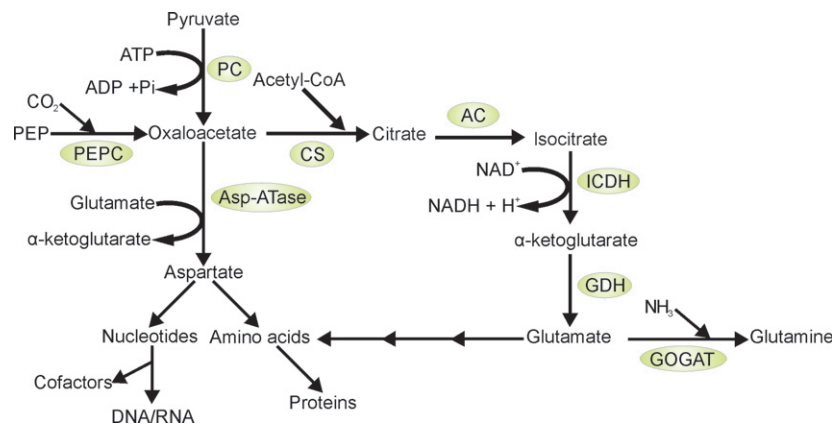 Pyruvate
ATP
PC
ADP +Pi
Acetyl-CoA
CO₂
PEP
Oxaloacetate
Citrate
AC
Isocitrate
PEPC
CS
NAD⁺
ICDH
Glutamate
Asp-ATase
NADH + H⁺
α-ketoglutarate
α-ketoglutarate
Aspartate
GDH
NH₃
Nucleotides
Amino acids
Glutamate
Glutamine
GOGAT
Cofactors
Proteins
DNA/RNA